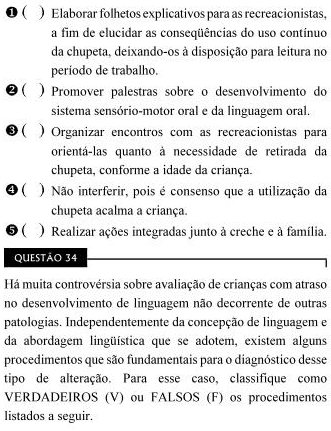 ❶ (   ) Elaborar folhetos explicativos para as recreacionistas,
a fim de elucidar as conseqüências do uso contínuo
da chupeta, deixando-os à disposição para leitura no
período de trabalho.
❷ (   ) Promover palestras sobre o desenvolvimento do
sistema sensório-motor oral e da linguagem oral.
❸ (   ) Organizar encontros com as recreacionistas para
orientá-las quanto à necessidade de retirada da
chupeta, conforme a idade da criança.
❹ (   ) Não interferir, pois é consenso que a utilização da
chupeta acalma a criança.
❺ (   ) Realizar ações integradas junto à creche e à família.
QUESTÃO 34
Há muita controvérsia sobre avaliação de crianças com atraso
no desenvolvimento de linguagem não decorrente de outras
patologias. Independentemente da concepção de linguagem e
da abordagem lingüística que se adotem, existem alguns
procedimentos que são fundamentais para o diagnóstico desse
tipo de alteração. Para esse caso, classifique como
VERDADEIROS (V) ou FALSOS (F) os procedimentos
listados a seguir.